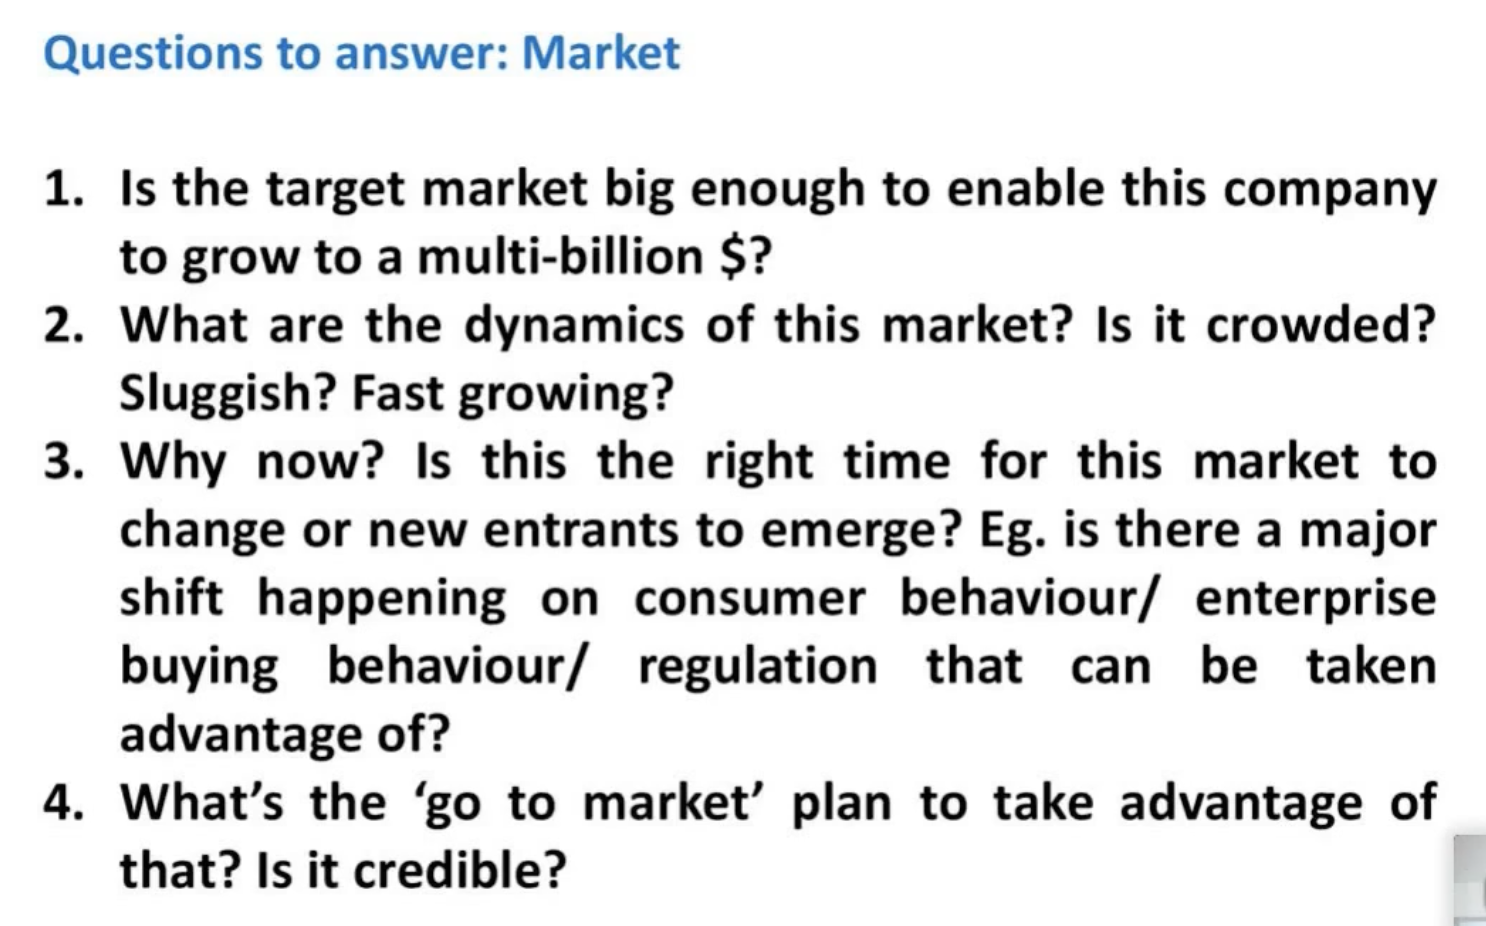 Questions to answer: Market
1. Is the target market big enough to enable this company
to grow to a multi-billion $?
2. What are the dynamics of this market? Is it crowded?
Sluggish? Fast growing?
3. Why now? Is this the right time for this market to
change or new entrants to emerge? Eg. is there a major
shift happening on consumer behaviour/ enterprise
buying behaviour/ regulation that can be taken
advantage of?
4. What’s the ‘go to market’ plan to take advantage of
that? Is it credible?